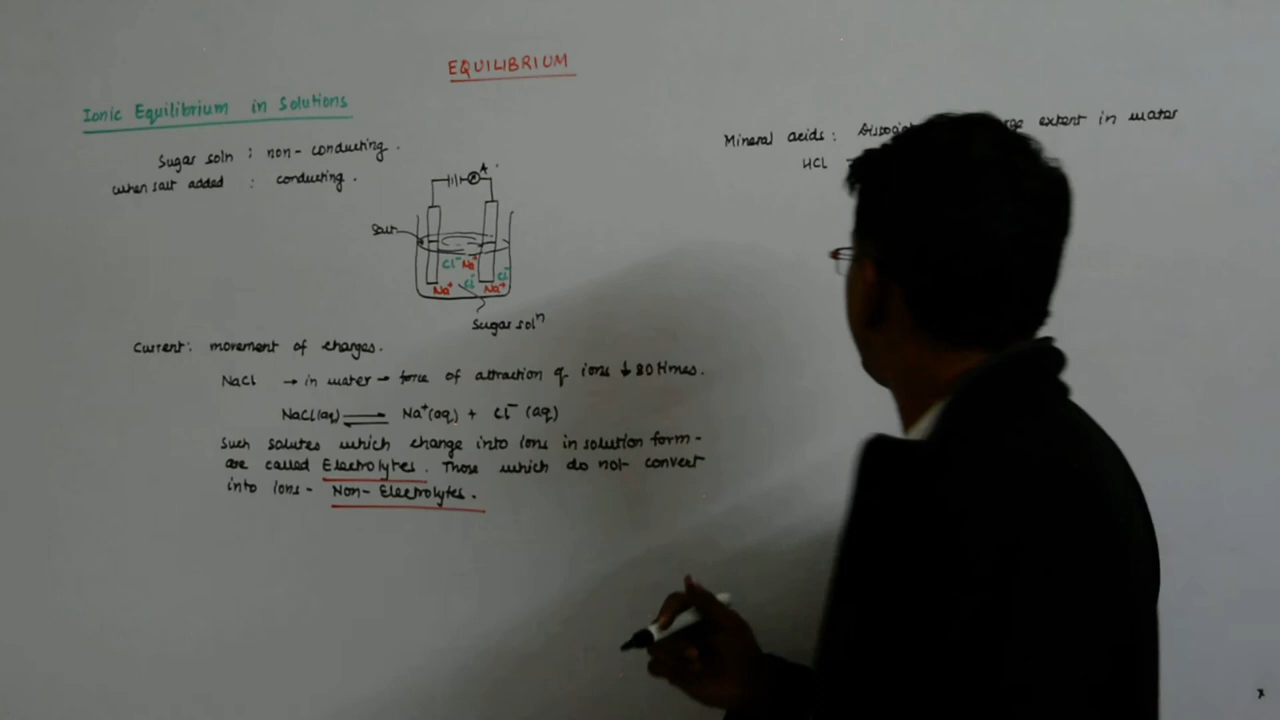 EQUILIBRIUM
Ionic Equilibrium in Solutions
Sugar soln : non-conducting.
when salt added : conducting.
A
Salt
Cl⁻ Na⁺
Cl⁻
Cl⁻
Na⁺
Na⁺
Sugar solⁿ
Current: movement of charges.
NaCl → in water → force of attraction of ions ↓ 80 times.
NaCl(aq) ⇌ Na⁺(aq) + Cl⁻(aq)
Such solutes which change into ions in solution form-
are called Electrolytes. Those which do not convert
into ions - Non-Electrolytes.
Mineral acids: extent in water
HCl